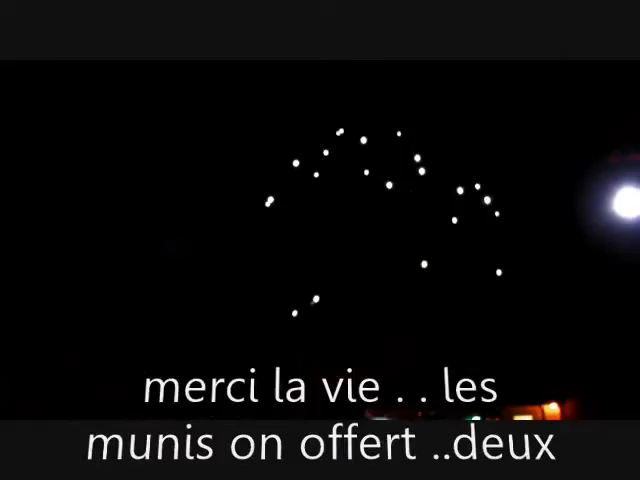 merci la vie . . les
munis on offert ..deux